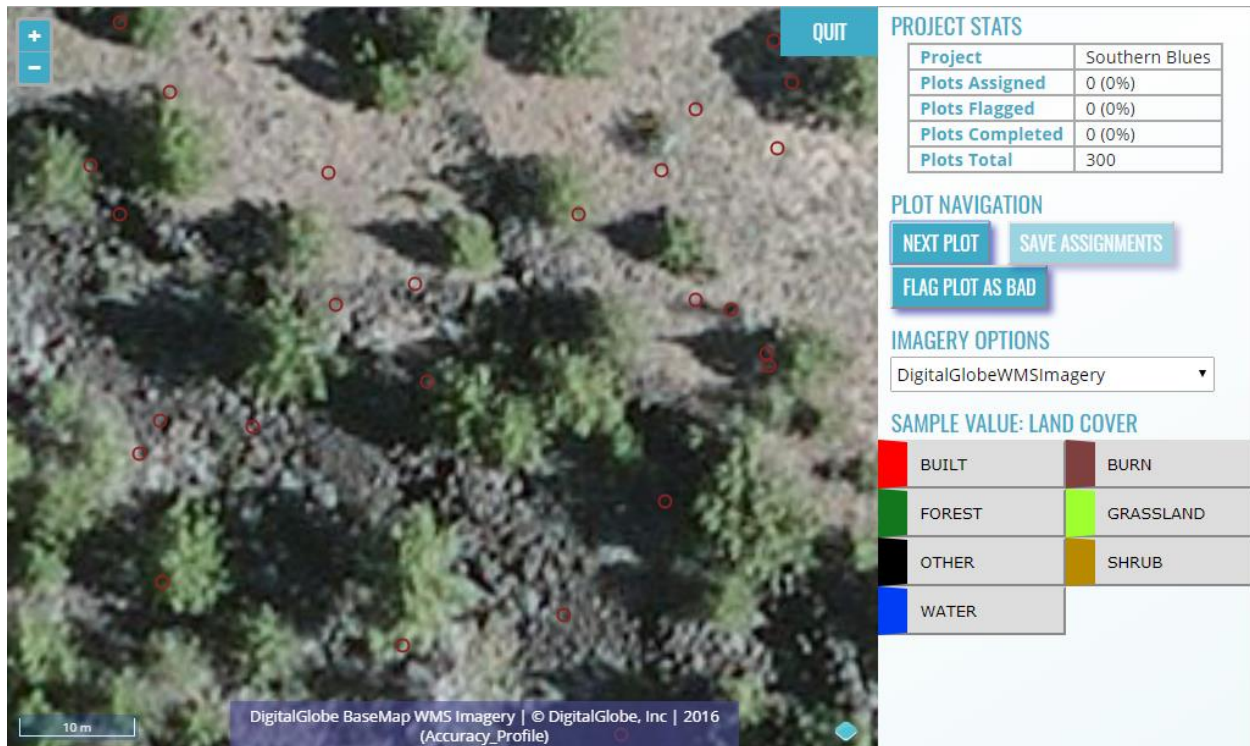 +
−
QUIT
10 m
DigitalGlobe BaseMap WMS Imagery | © DigitalGlobe, Inc | 2016
(Accuracy_Profile)
PROJECT STATS
Project Southern Blues
Plots Assigned 0 (0%)
Plots Flagged 0 (0%)
Plots Completed 0 (0%)
Plots Total 300
PLOT NAVIGATION
NEXT PLOT SAVE ASSIGNMENTS
FLAG PLOT AS BAD
IMAGERY OPTIONS
DigitalGlobeWMSImagery
SAMPLE VALUE: LAND COVER
BUILT BURN
FOREST GRASSLAND
OTHER SHRUB
WATER